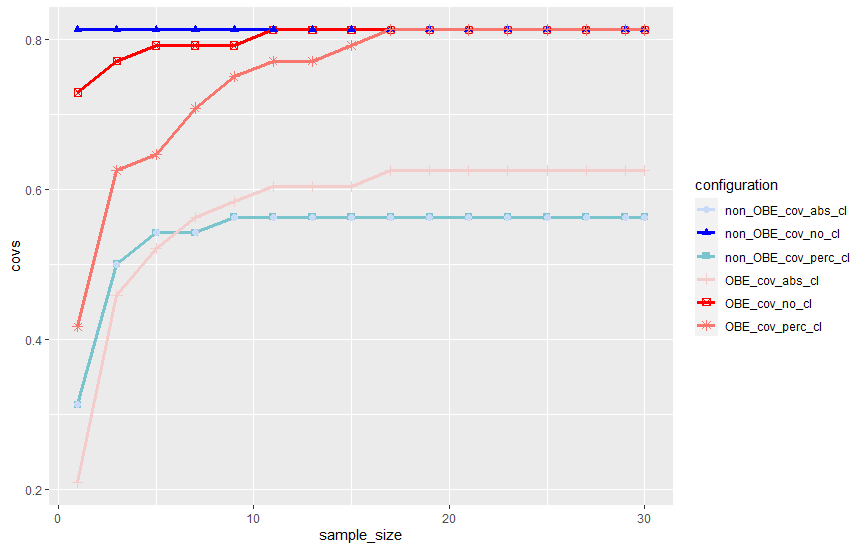 covs
0.8
0.6
0.4
0.2
0
10
20
30
sample_size
configuration
non_OBE_cov_abs_cl
non_OBE_cov_no_cl
non_OBE_cov_perc_cl
OBE_cov_abs_cl
OBE_cov_no_cl
OBE_cov_perc_cl